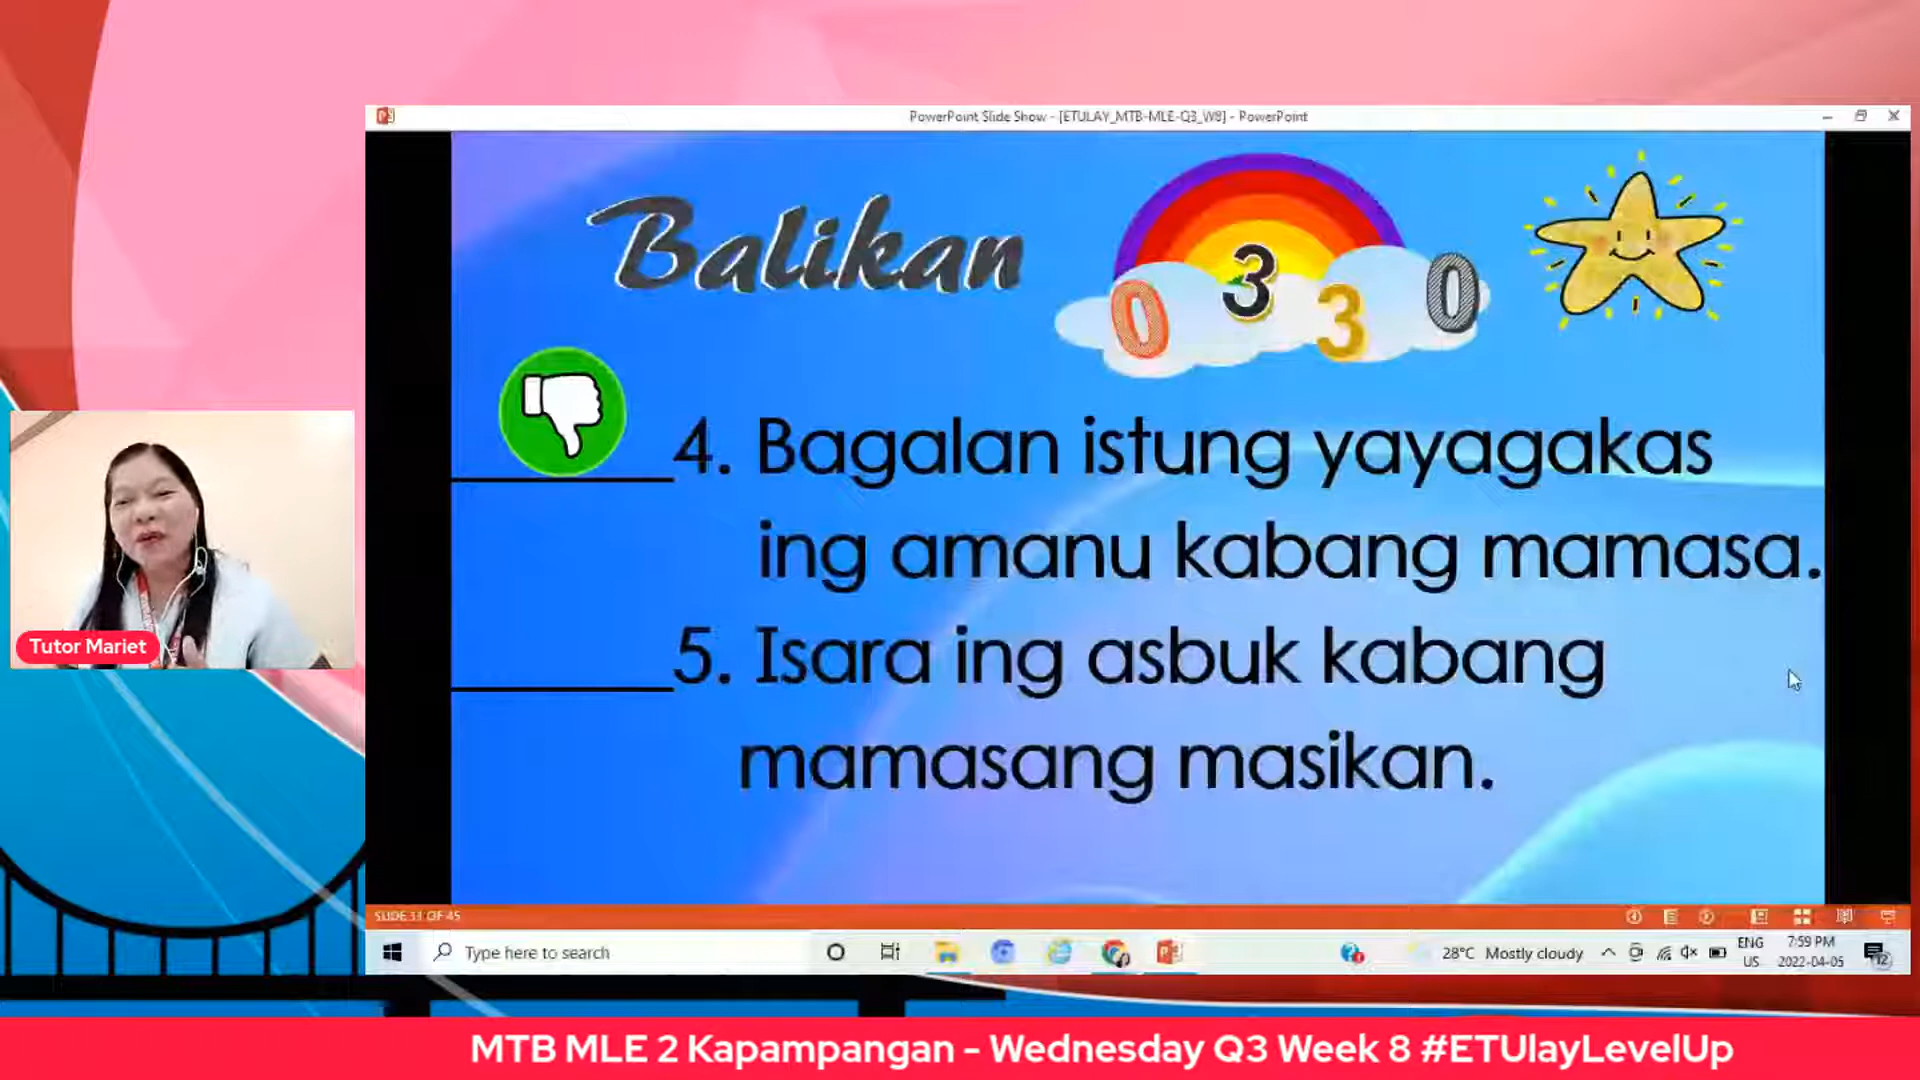 PowerPoint Slide Show - [ETULAY_MTB-MLE-Q3_W8] - PowerPoint
Balikan
0 3 3 0
4. Bagalan istung yayagakas
ing amanu kabang mamasa.
5. Isara ing asbuk kabang
mamasang masikan.
Tutor Mariet
SLIDE 33 OF 45
Type here to search
28°C Mostly cloudy
ENG
US
7:59 PM
2022-04-05
12
MTB MLE 2 Kapampangan - Wednesday Q3 Week 8 #ETUlayLevelUp